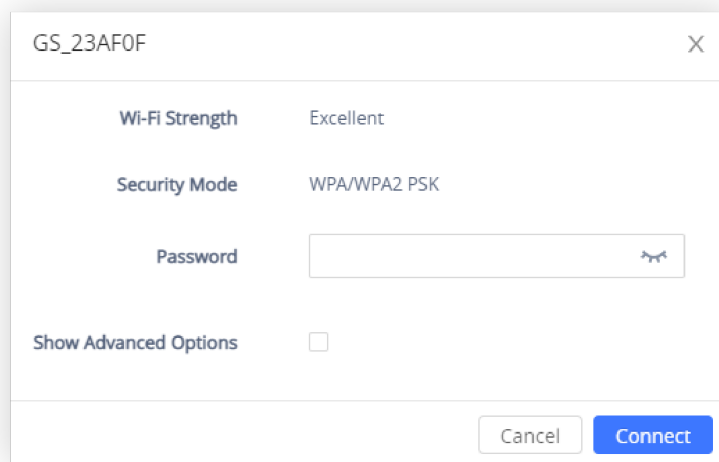 GS_23AF0F
X
Wi-Fi Strength Excellent
Security Mode WPA/WPA2 PSK
Password
Show Advanced Options
Cancel Connect